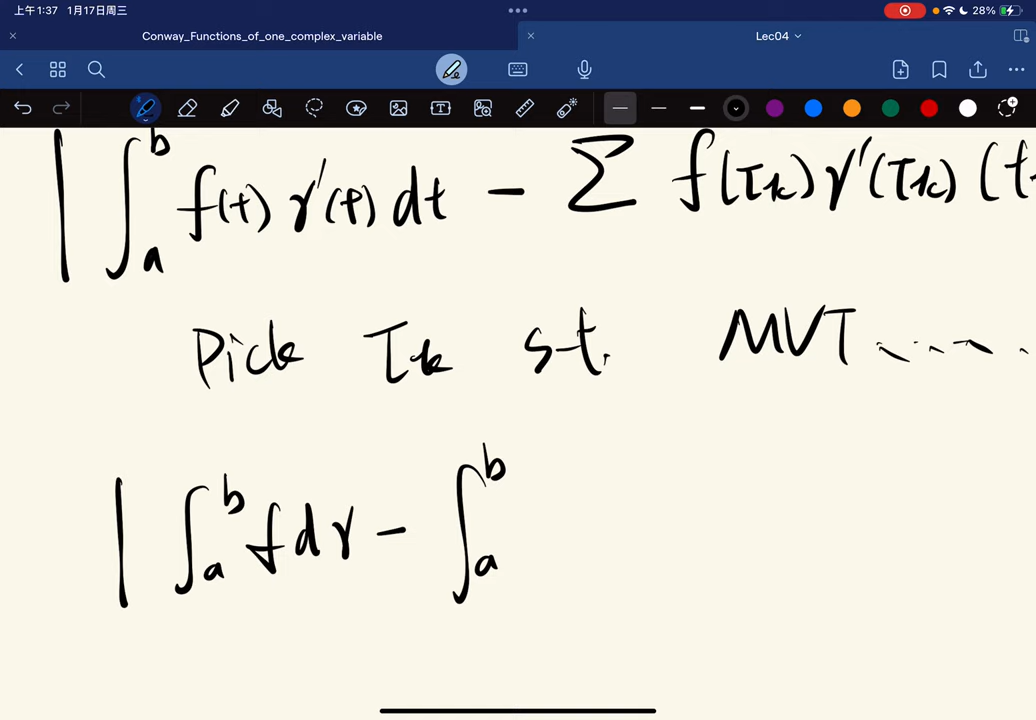 上午1:37 1月17日周三 28%
Conway_Functions_of_one_complex_variable Lec04
| ∫_a^b f(t) γ'(t) dt - Σ f(τk) γ'(τk) (t
Pick τk s.t. MVT ......
| ∫_a^b f dγ - ∫_a^b